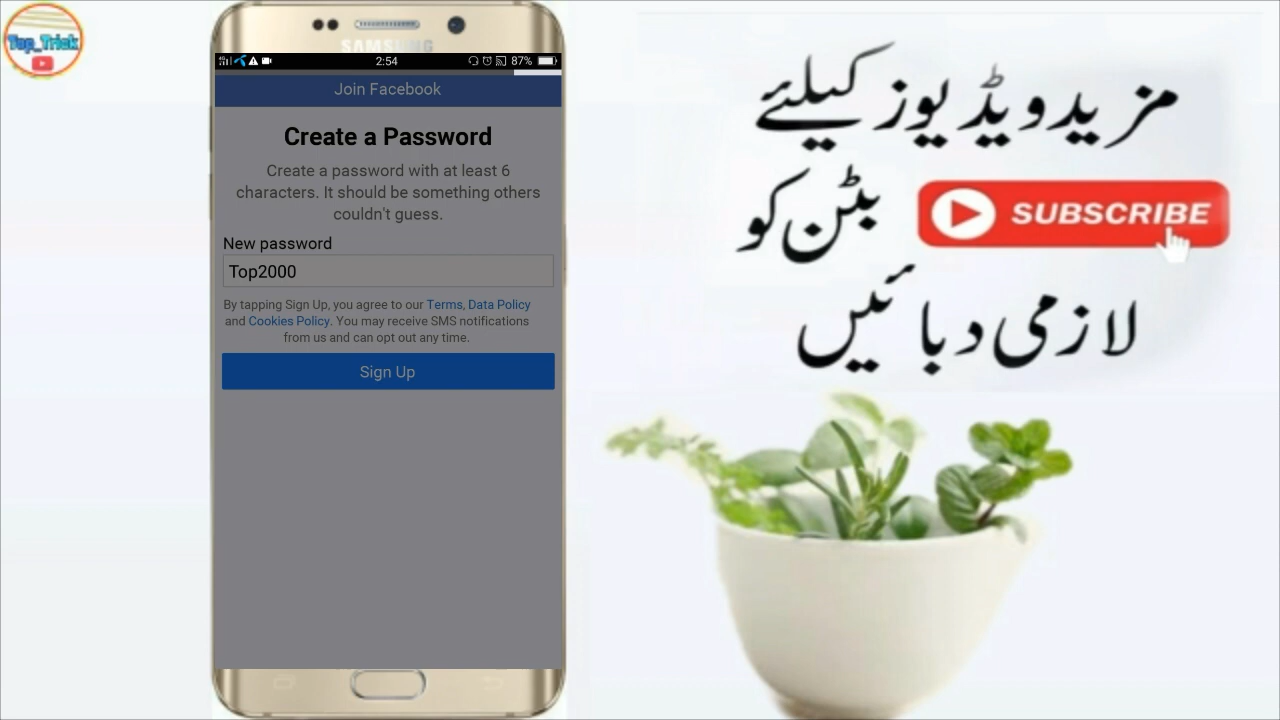 Top_Trick
SAMSUNG
2:54
87%
Join Facebook
Create a Password
Create a password with at least 6
characters. It should be something others
couldn't guess.
New password
Top2000
By tapping Sign Up, you agree to our Terms, Data Policy
and Cookies Policy. You may receive SMS notifications
from us and can opt out any time.
Sign Up
مزید ویڈیوز کیلئے
SUBSCRIBE بٹن کو
لازمی دبائیں